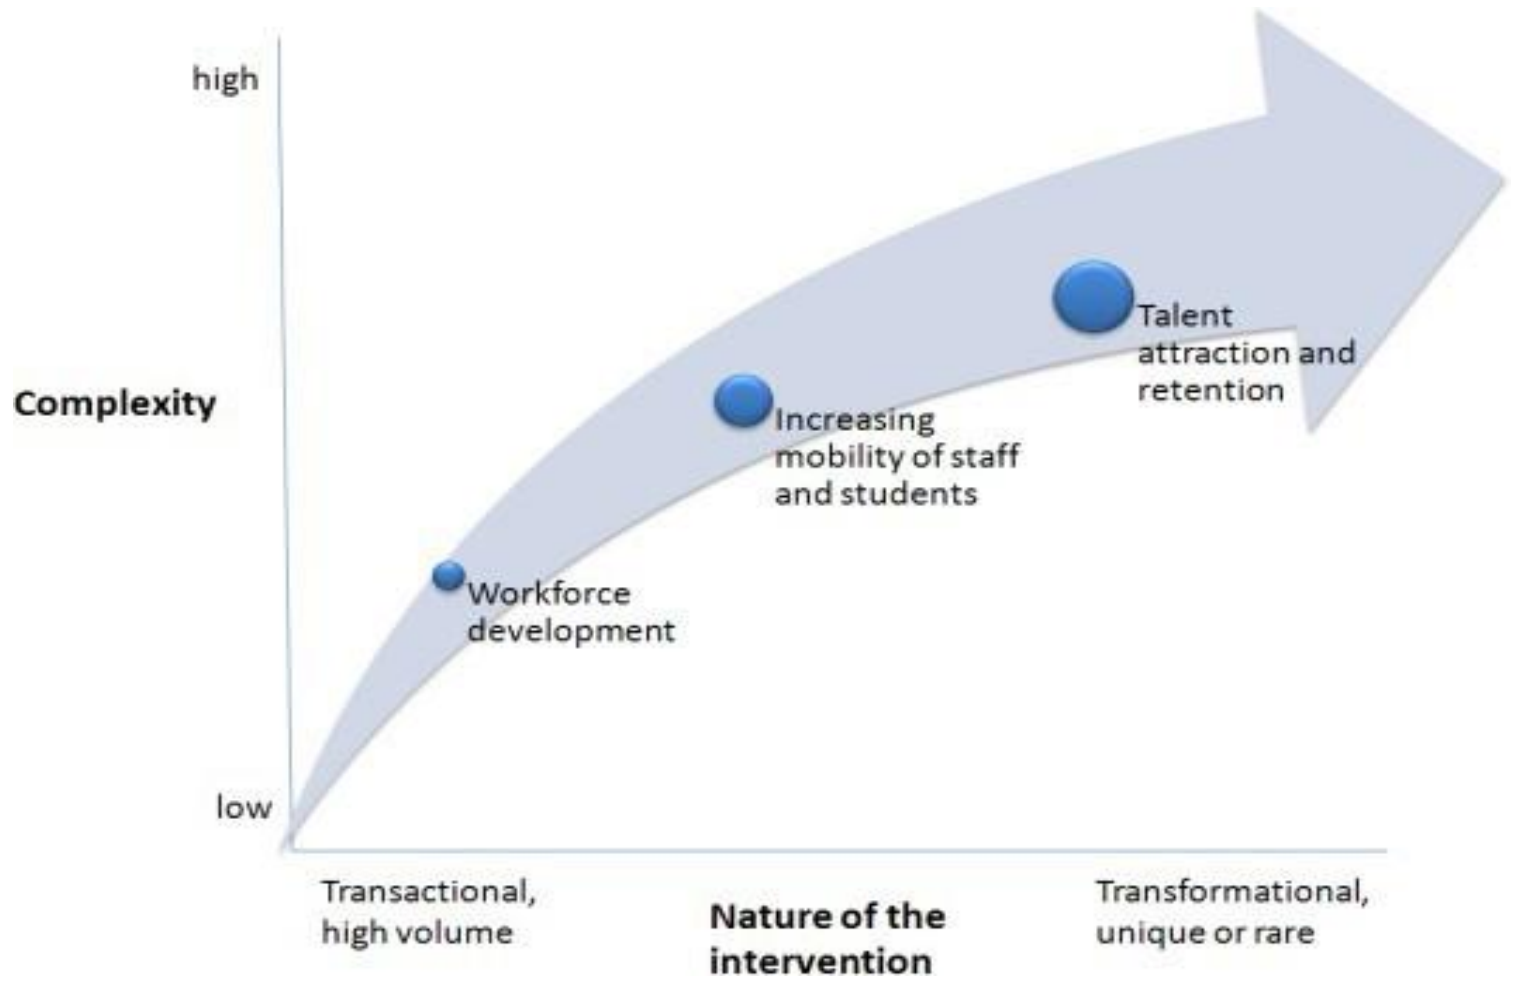 high
Talent
attraction and
retention
Complexity
Increasing
mobility of staff
and students
Workforce
development
low
Transactional,
high volume
Nature of the
intervention
Transformational,
unique or rare